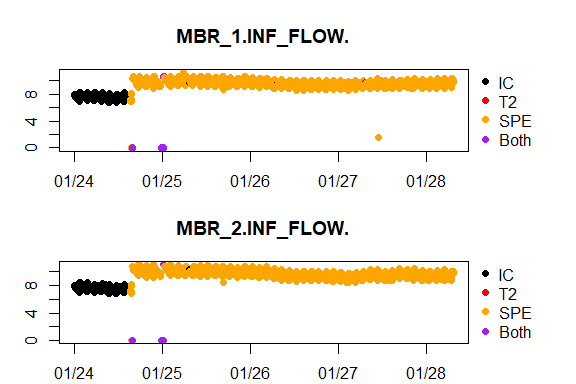 MBR_1.INF_FLOW.
8
4
0
01/24 01/25 01/26 01/27 01/28
IC
T2
SPE
Both
MBR_2.INF_FLOW.
8
4
0
01/24 01/25 01/26 01/27 01/28
IC
T2
SPE
Both